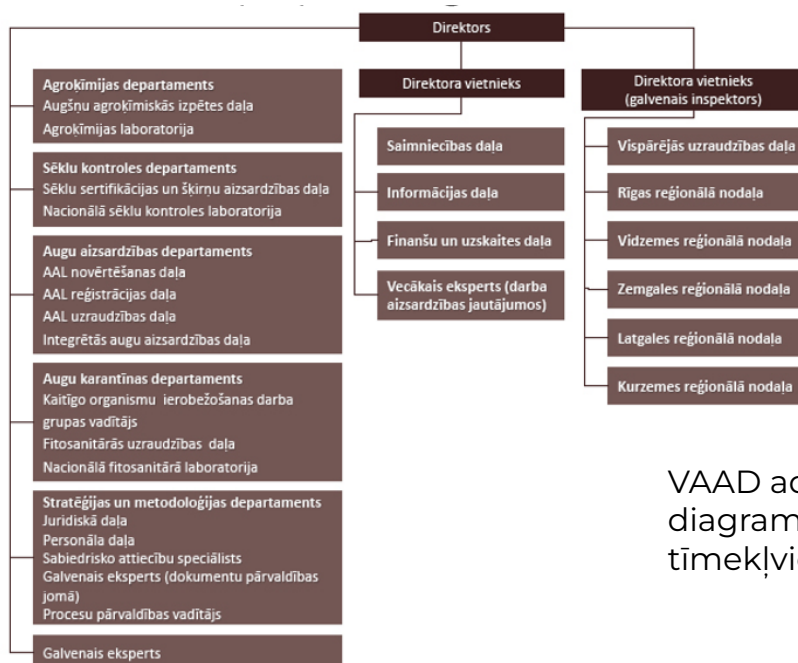 Direktors
Agroķīmijas departaments
Augšņu agroķīmiskās izpētes daļa
Agroķīmijas laboratorija
Sēklu kontroles departaments
Sēklu sertifikācijas un šķirņu aizsardzības daļa
Nacionālā sēklu kontroles laboratorija
Augu aizsardzības departaments
AAL novērtēšanas daļa
AAL reģistrācijas daļa
AAL uzraudzības daļa
Integrētās augu aizsardzības daļa
Augu karantīnas departaments
Kaitīgo organismu ierobežošanas darba
grupas vadītājs
Fitosanitārās uzraudzības daļa
Nacionālā fitosanitārā laboratorija
Stratēģijas un metodoloģijas departaments
Juridiskā daļa
Personāla daļa
Sabiedrisko attiecību speciālists
Galvenais eksperts (dokumentu pārvaldības
jomā)
Procesu pārvaldības vadītājs
Galvenais eksperts
Direktora vietnieks
Saimniecības daļa
Informācijas daļa
Finanšu un uzskaites daļa
Vecākais eksperts (darba
aizsardzības jautājumos)
Direktora vietnieks
(galvenais inspektors)
Vispārējās uzraudzības daļa
Rīgas reģionālā nodaļa
Vidzemes reģionālā nodaļa
Zemgales reģionālā nodaļa
Latgales reģionālā nodaļa
Kurzemes reģionālā nodaļa
VAAD